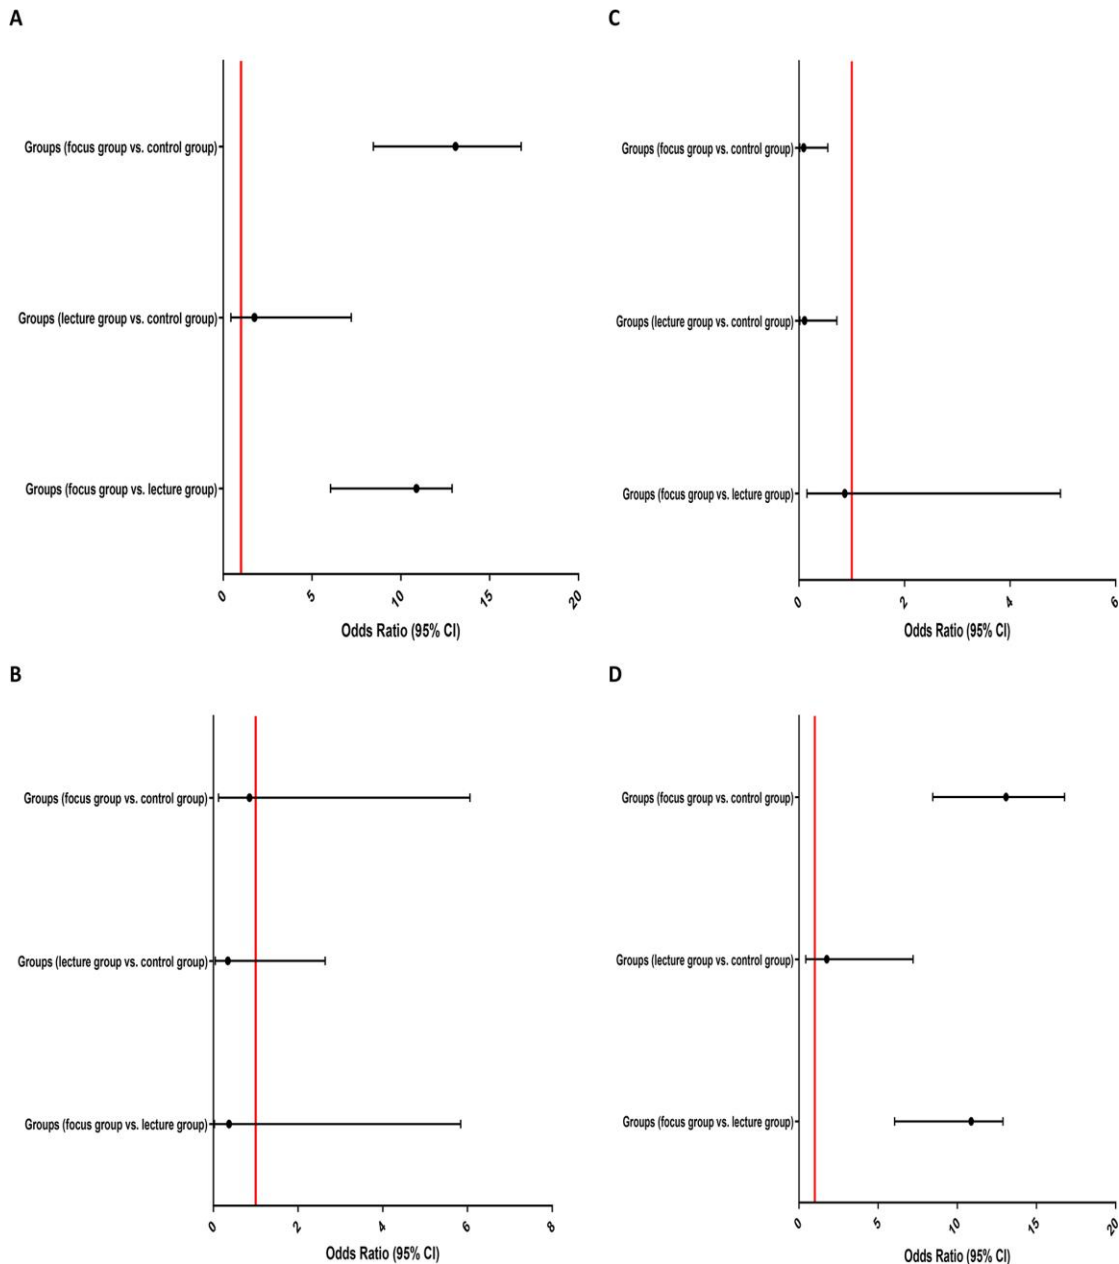 A
Groups (focus group vs. control group)
Groups (lecture group vs. control group)
Groups (focus group vs. lecture group)
0 5 10 15 20
Odds Ratio (95% CI)
C
Groups (focus group vs. control group)
Groups (lecture group vs. control group)
Groups (focus group vs. lecture group)
0 2 4 6
Odds Ratio (95% CI)
B
Groups (focus group vs. control group)
Groups (lecture group vs. control group)
Groups (focus group vs. lecture group)
0 2 4 6 8
Odds Ratio (95% CI)
D
Groups (focus group vs. control group)
Groups (lecture group vs. control group)
Groups (focus group vs. lecture group)
0 5 10 15 20
Odds Ratio (95% CI)